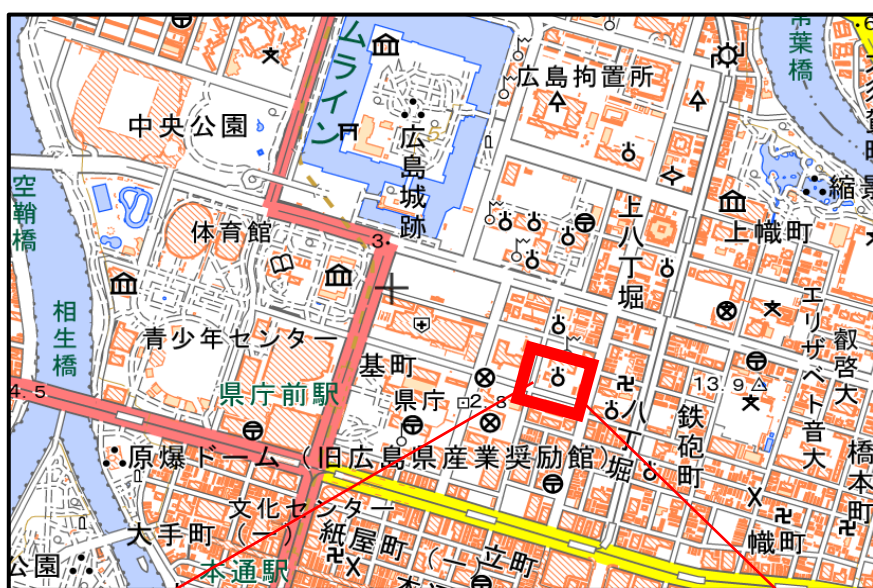 ムライン
常葉橋
広島拘置所
中央公園
広島城跡
空鞘橋
体育館
3.
上八丁堀
上幟町
縮景
相生橋
青少年センター
基町
エリザベト音大
叡啓大
4.5
県庁前駅
県庁
2.8
13.9
八丁堀
鉄砲町
橋本町
原爆ドーム(旧広島県産業奨励館)
文化センター
大手町
(一)
紙屋町(一)
立町
幟町
公園
本通駅